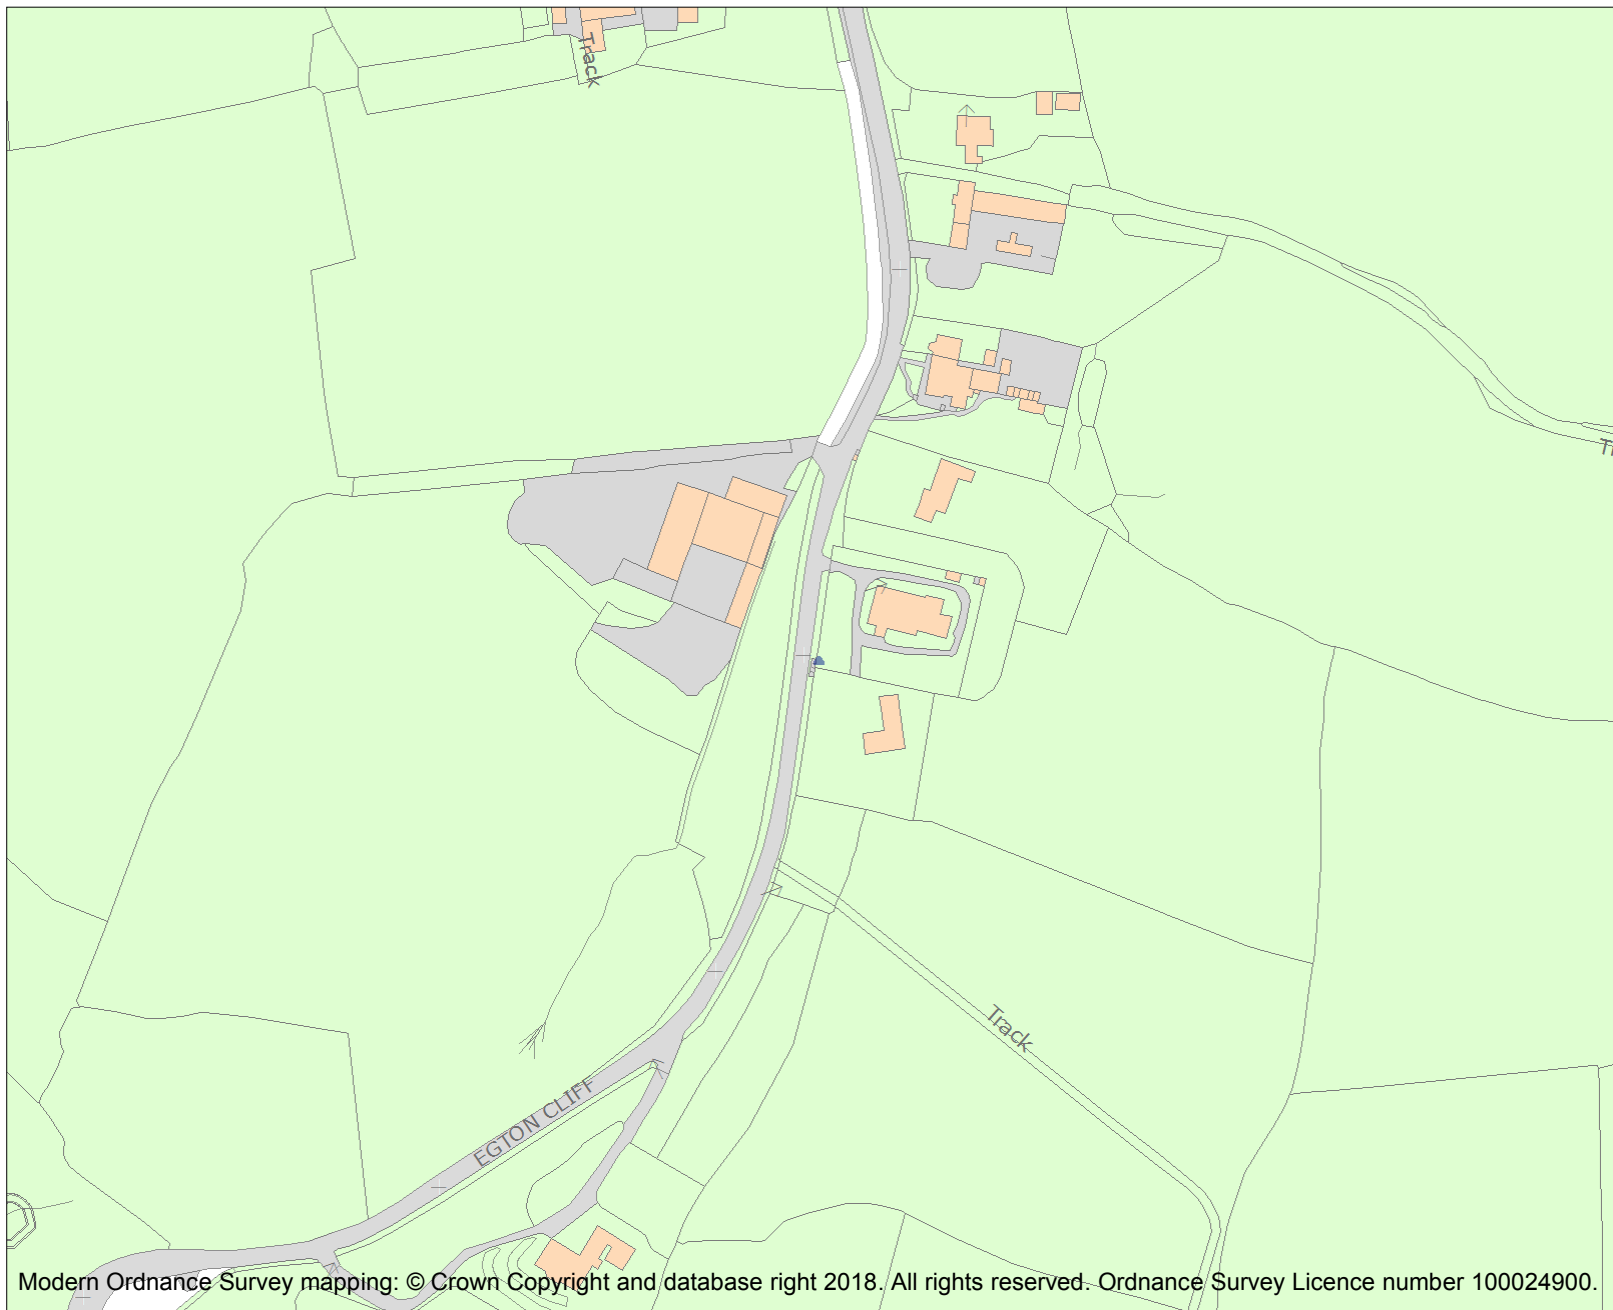 Track
Track
EGTON CLIFF
Modern Ordnance Survey mapping: © Crown Copyright and database right 2018. All rights reserved. Ordnance Survey Licence number 100024900.